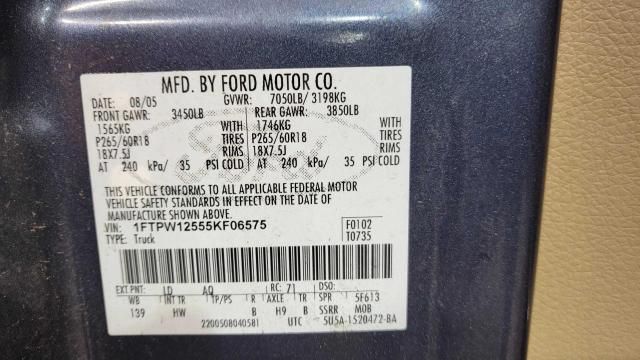 MFD. BY FORD MOTOR CO.
DATE: 08/05 GVWR: 7050LB/ 3198KG
FRONT GAWR: 3450LB REAR GAWR: 3850LB
1565KG WITH 1746KG WITH
P265/60R18 TIRES P265/60R18 TIRES
18X7.5J RIMS 18X7.5J RIMS
AT 240 kPa/ 35 PSI COLD AT 240 kPa/ 35 PSI COLD
THIS VEHICLE CONFORMS TO ALL APPLICABLE FEDERAL MOTOR
VEHICLE SAFETY STANDARDS IN EFFECT ON THE DATE OF
MANUFACTURE SHOWN ABOVE.
VIN: 1FTPW12555KF06575 F0102
TYPE: Truck T0735
EXT PNT: LD AQ RC: 71 DSO:
WB INT TR TP/PS R AXLE TR SPR 5F613
139 HW B H9 B SSRR MOB
2200508040581 UTC 5U5A-1520472-BA